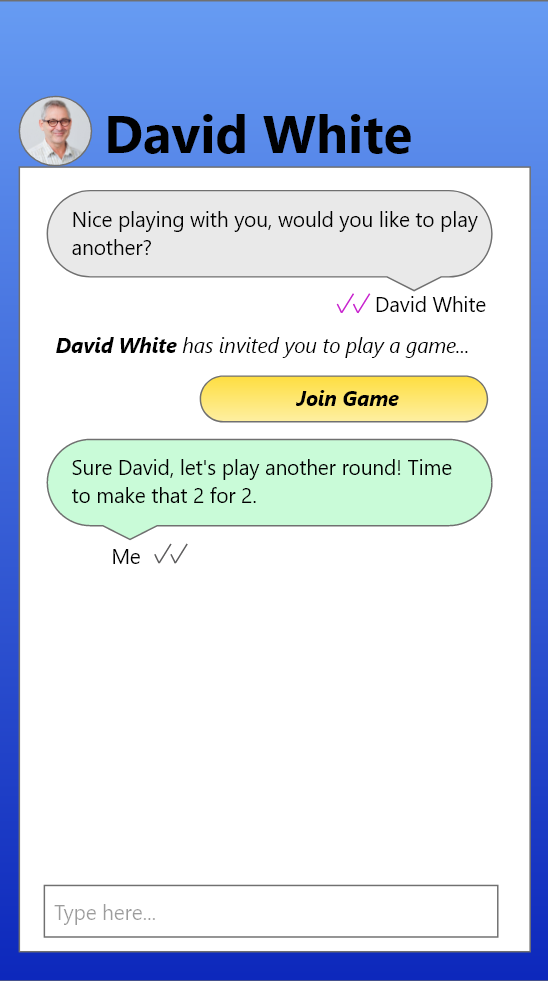 David White
Nice playing with you, would you like to play
another?
David White
David White has invited you to play a game...
Join Game
Sure David, let's play another round! Time
to make that 2 for 2.
Me
Type here...